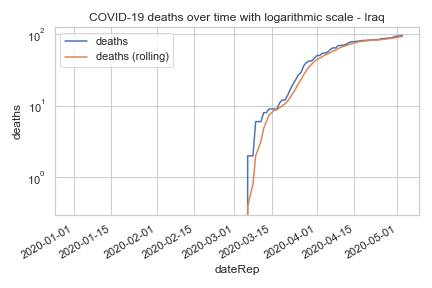 COVID-19 deaths over time with logarithmic scale - Iraq
deaths
deaths (rolling)
10²
10¹
10⁰
deaths
2020-01-01
2020-01-15
2020-02-01
2020-02-15
2020-03-01
2020-03-15
2020-04-01
2020-04-15
2020-05-01
dateRep